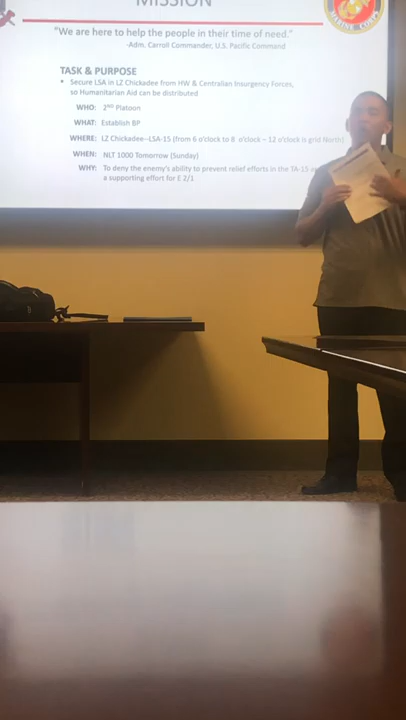 MISSION
"We are here to help the people in their time of need."
-Adm. Carroll Commander, U.S. Pacific Command
TASK & PURPOSE
• Secure LSA in LZ Chickadee from HW & Centralian Insurgency Forces,
so Humanitarian Aid can be distributed
WHO: 2ND Platoon
WHAT: Establish BP
WHERE: LZ Chickadee--LSA-15 (from 6 o'clock to 8 o'clock – 12 o'clock is grid North)
WHEN: NLT 1000 Tomorrow (Sunday)
WHY: To deny the enemy's ability to prevent relief efforts in the TA-15
a supporting effort for E 2/1
MARINE CORPS